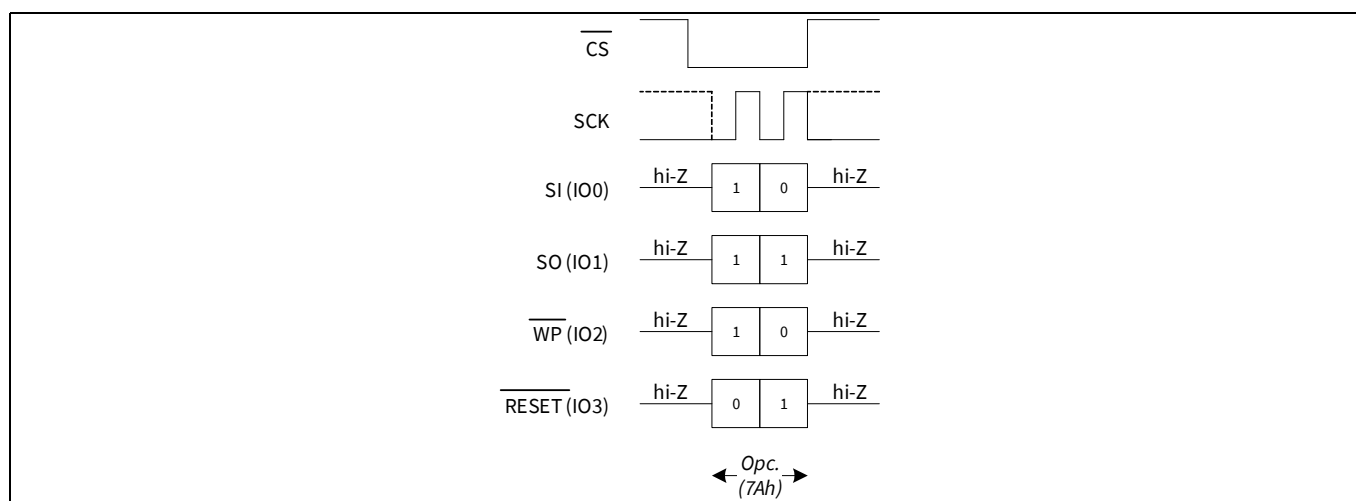 CS
SCK
SI (IO0) hi-Z 1 0 hi-Z
SO (IO1) hi-Z 1 1 hi-Z
WP (IO2) hi-Z 1 0 hi-Z
RESET (IO3) hi-Z 0 1 hi-Z
Opc.
(7Ah)